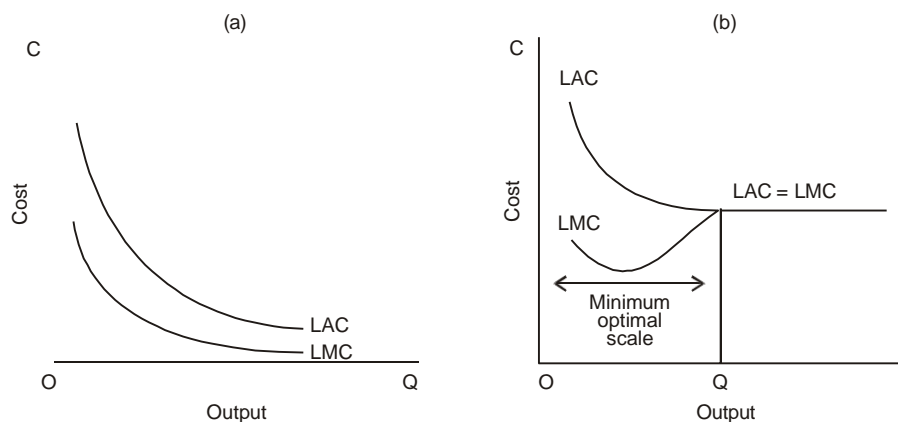 (a)
C
Cost
LAC
LMC
O
Q
Output
(b)
C
LAC
Cost
LAC = LMC
LMC
Minimum
optimal
scale
O
Q
Output